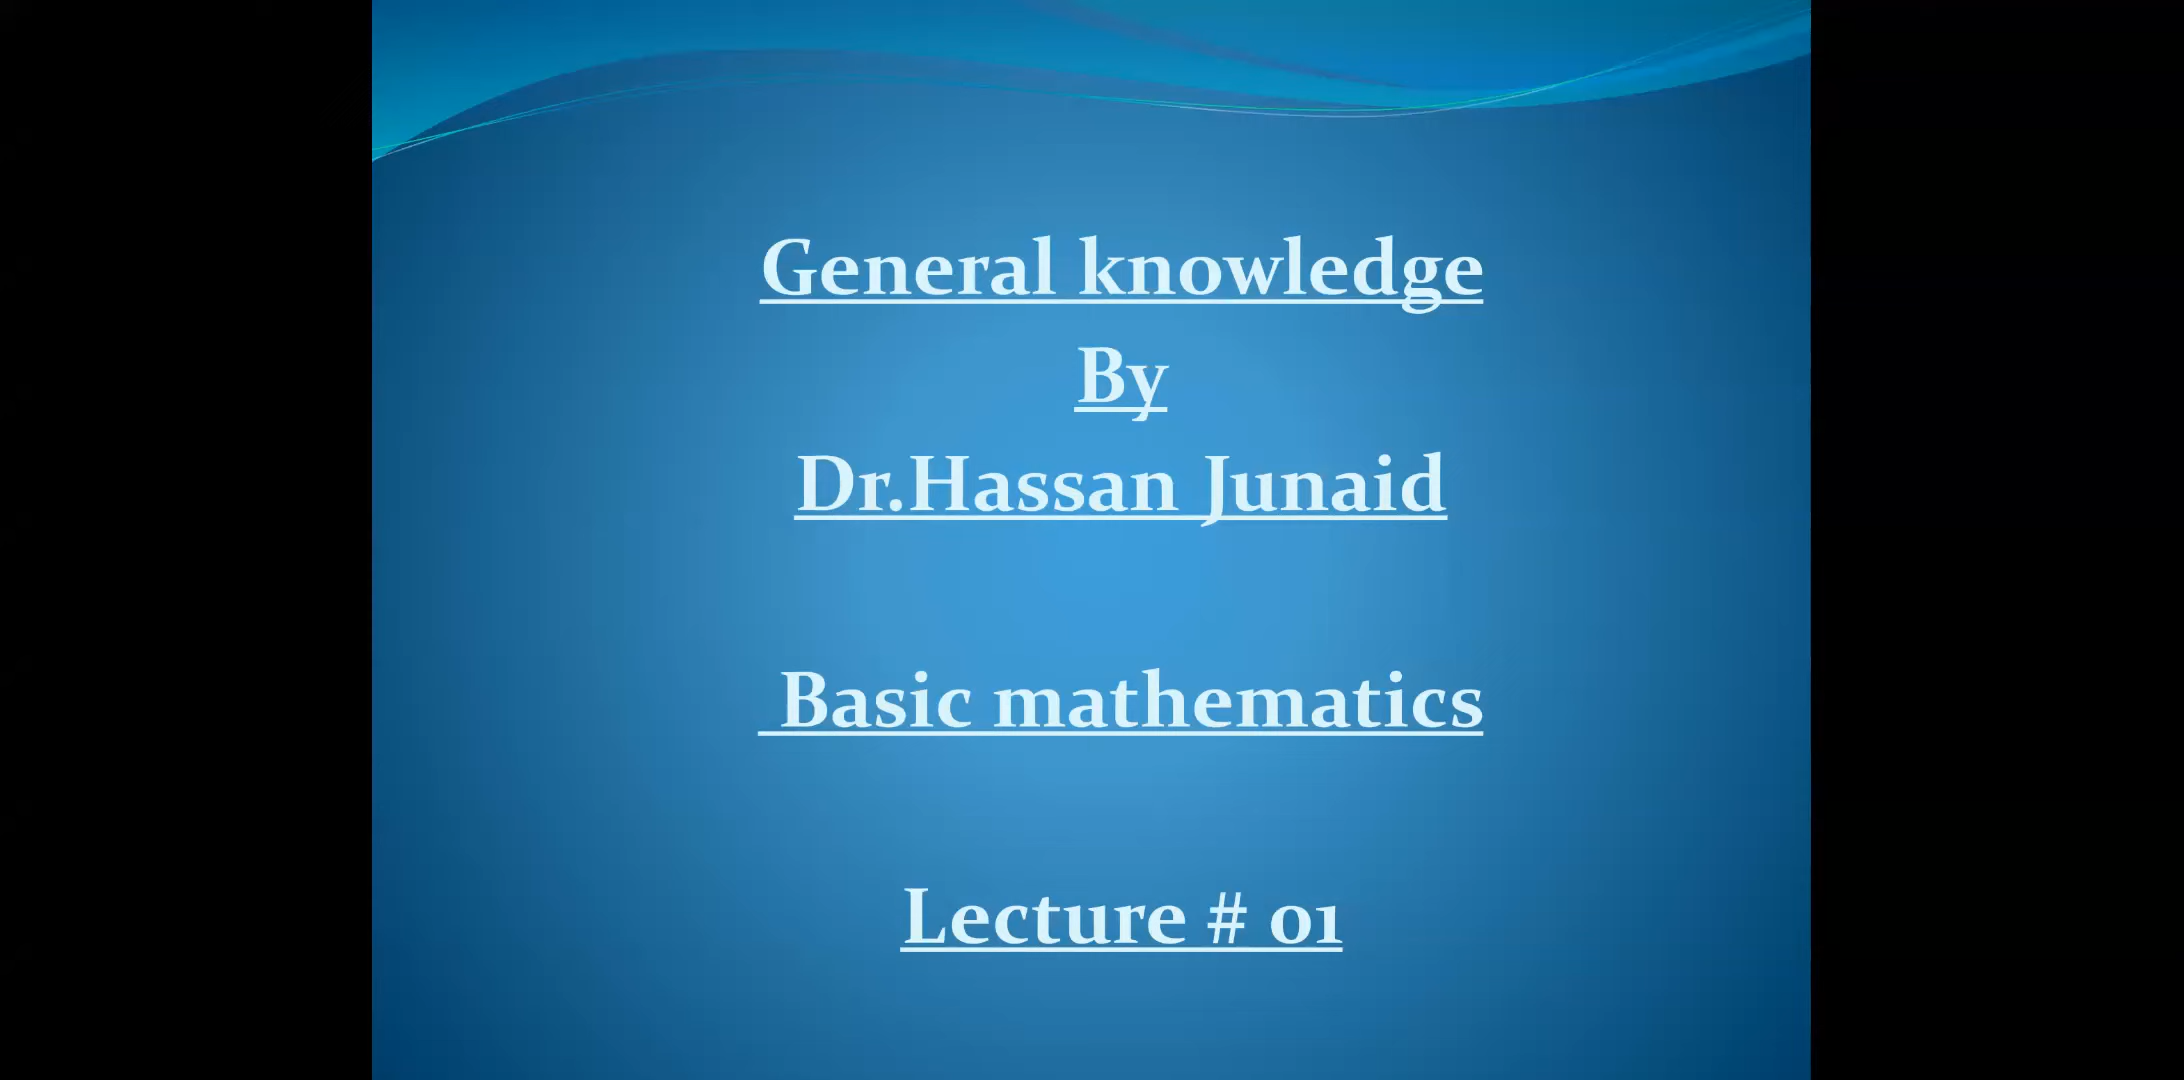 General knowledge
By
Dr.Hassan Junaid
Basic mathematics
Lecture # 01